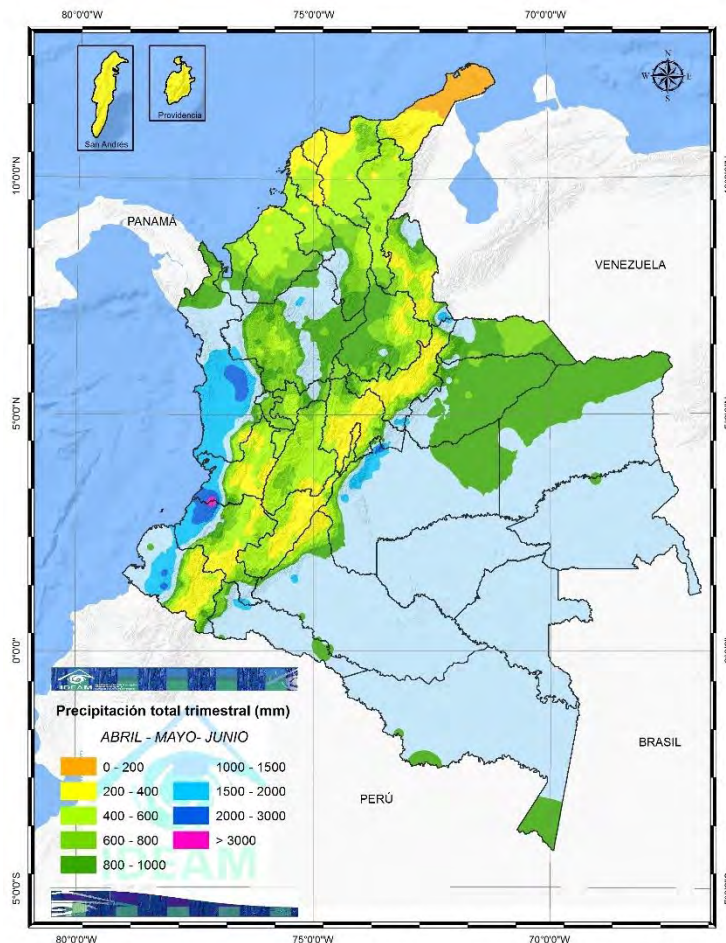 80°0'0"W 75°0'0"W 70°0'0"W
N
W E
S
San Andrés
Providencia
10°0'0"N
PANAMÁ
VENEZUELA
5°0'0"N
0°0'0"
IDEAM
Precipitación total trimestral (mm)
ABRIL - MAYO- JUNIO
0 - 200
200 - 400
400 - 600
600 - 800
800 - 1000
1000 - 1500
1500 - 2000
2000 - 3000
> 3000
IDEAM
BRASIL
PERÚ
5°0'0"S
80°0'0"W 75°0'0"W 70°0'0"W